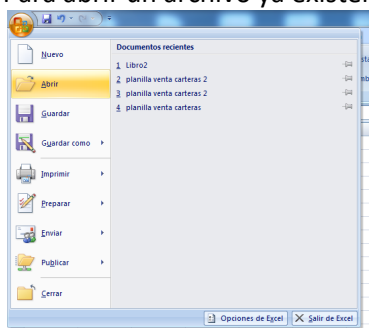 Para abrir un archivo ya exister
Documentos recientes
Nuevo
1 Libro2
Abrir
2 planilla venta carteras 2
3 planilla venta carteras 2
4 planilla venta carteras
Guardar
Guardar como
Imprimir
Preparar
Enviar
Publicar
Cerrar
Opciones de Excel
Salir de Excel